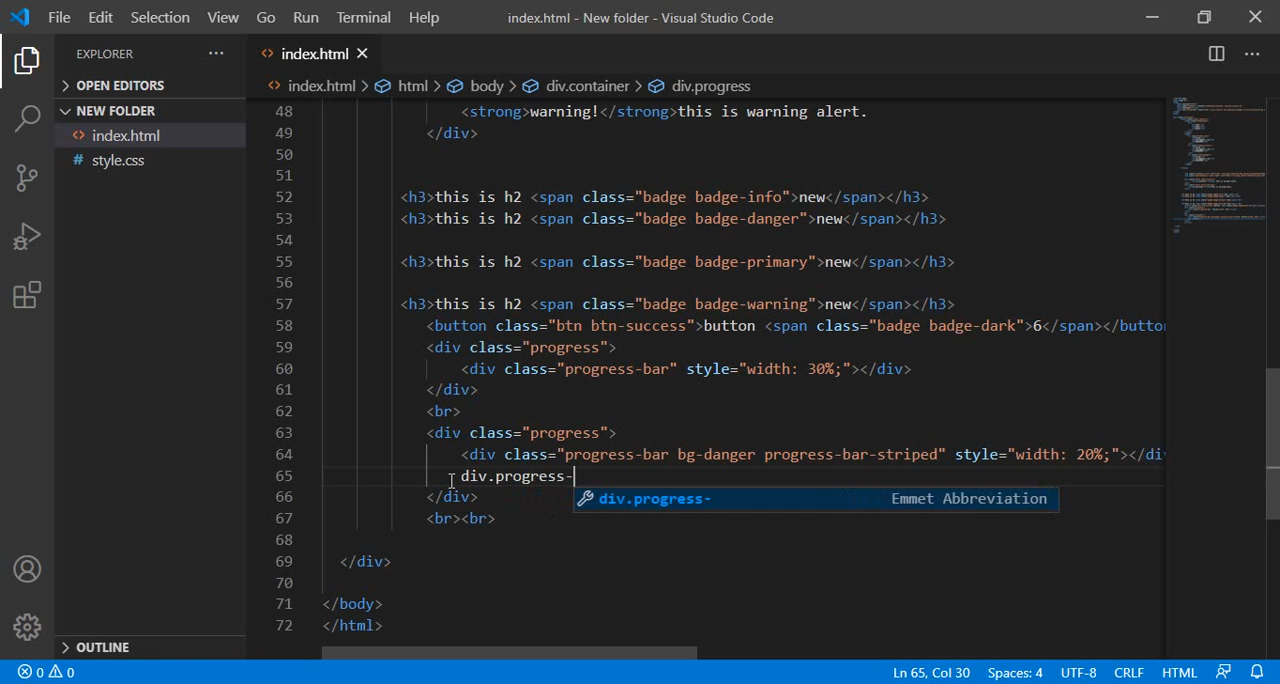 File Edit Selection View Go Run Terminal Help index.html - New folder - Visual Studio Code
EXPLORER
index.html
OPEN EDITORS
index.html > html > body > div.container > div.progress
NEW FOLDER
index.html
style.css
OUTLINE
48 <strong>warning!</strong>this is warning alert.
49 </div>
50
51
52 <h3>this is h2 <span class="badge badge-info">new</span></h3>
53 <h3>this is h2 <span class="badge badge-danger">new</span></h3>
54
55 <h3>this is h2 <span class="badge badge-primary">new</span></h3>
56
57 <h3>this is h2 <span class="badge badge-warning">new</span></h3>
58 <button class="btn btn-success">button <span class="badge badge-dark">6</span></butto
59 <div class="progress">
60 <div class="progress-bar" style="width: 30%;"></div>
61 </div>
62 <br>
63 <div class="progress">
64 <div class="progress-bar bg-danger progress-bar-striped" style="width: 20%;"></di
65 div.progress-
div.progress- Emmet Abbreviation
66 </div>
67 <br><br>
68
69 </div>
70
71 </body>
72 </html>
0 0 Ln 65, Col 30 Spaces: 4 UTF-8 CRLF HTML